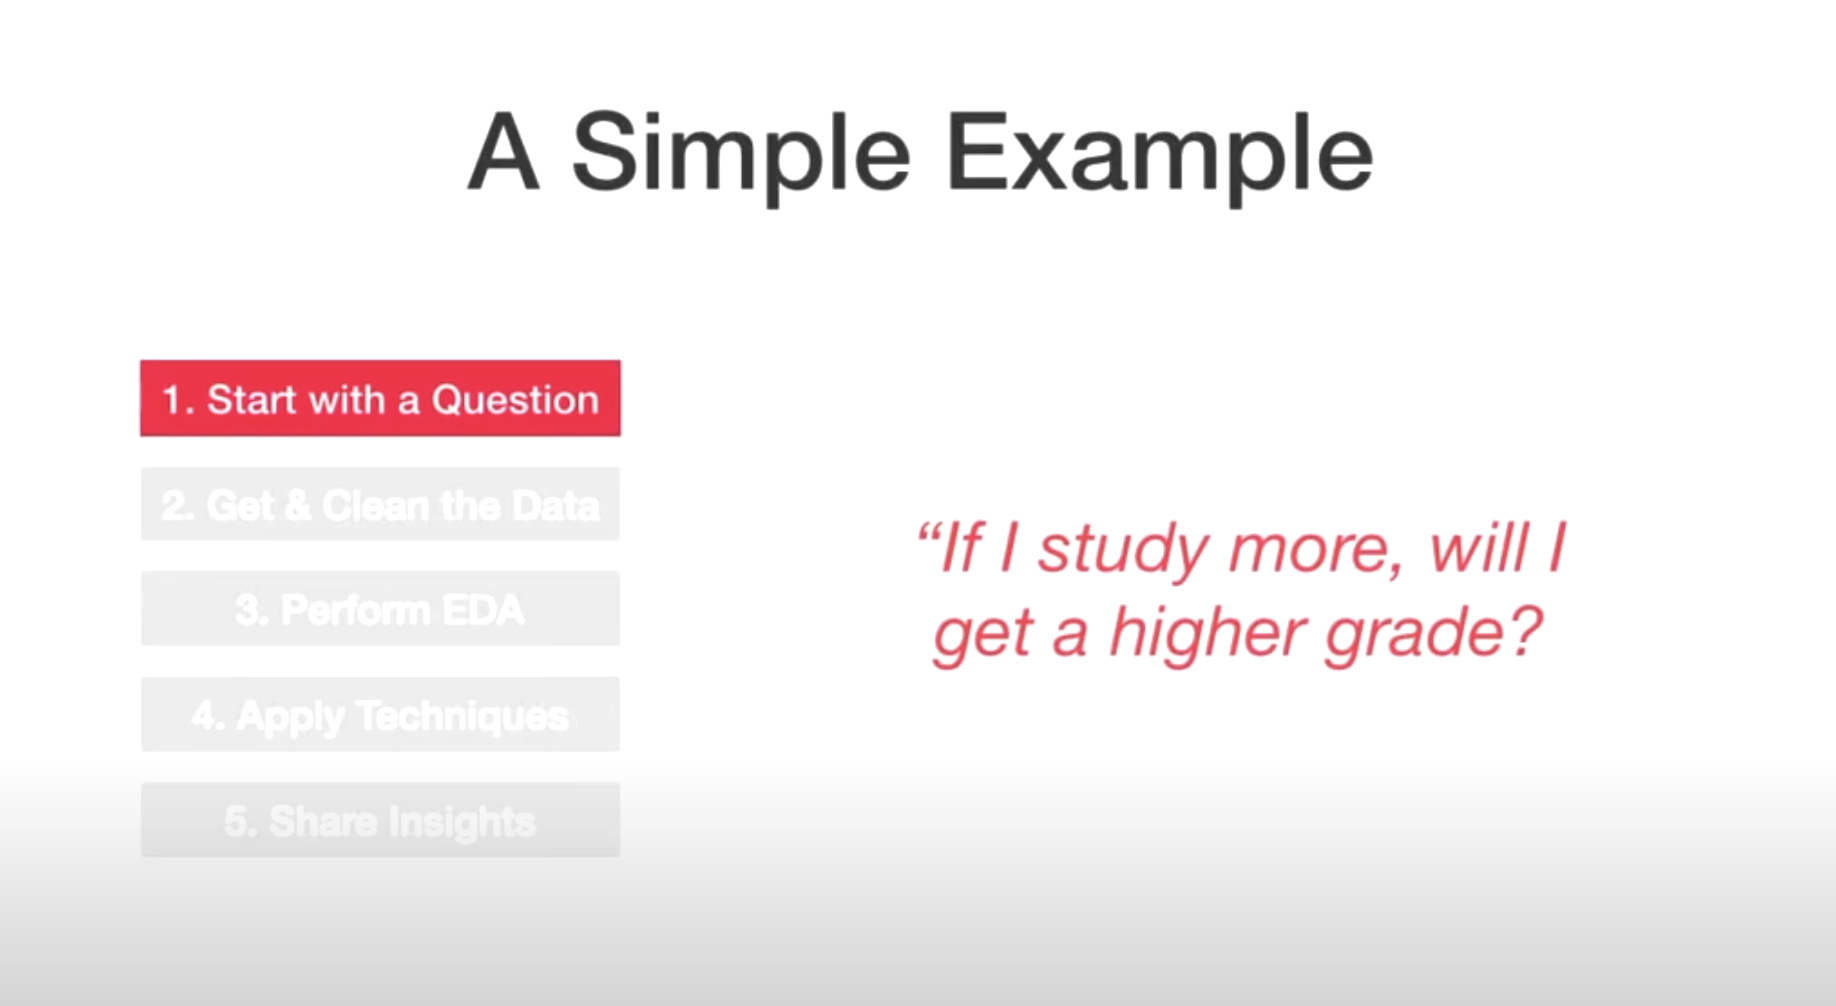 A Simple Example
1. Start with a Question
2. Get & Clean the Data
3. Perform EDA
4. Apply Techniques
5. Share Insights
“If I study more, will I
get a higher grade?